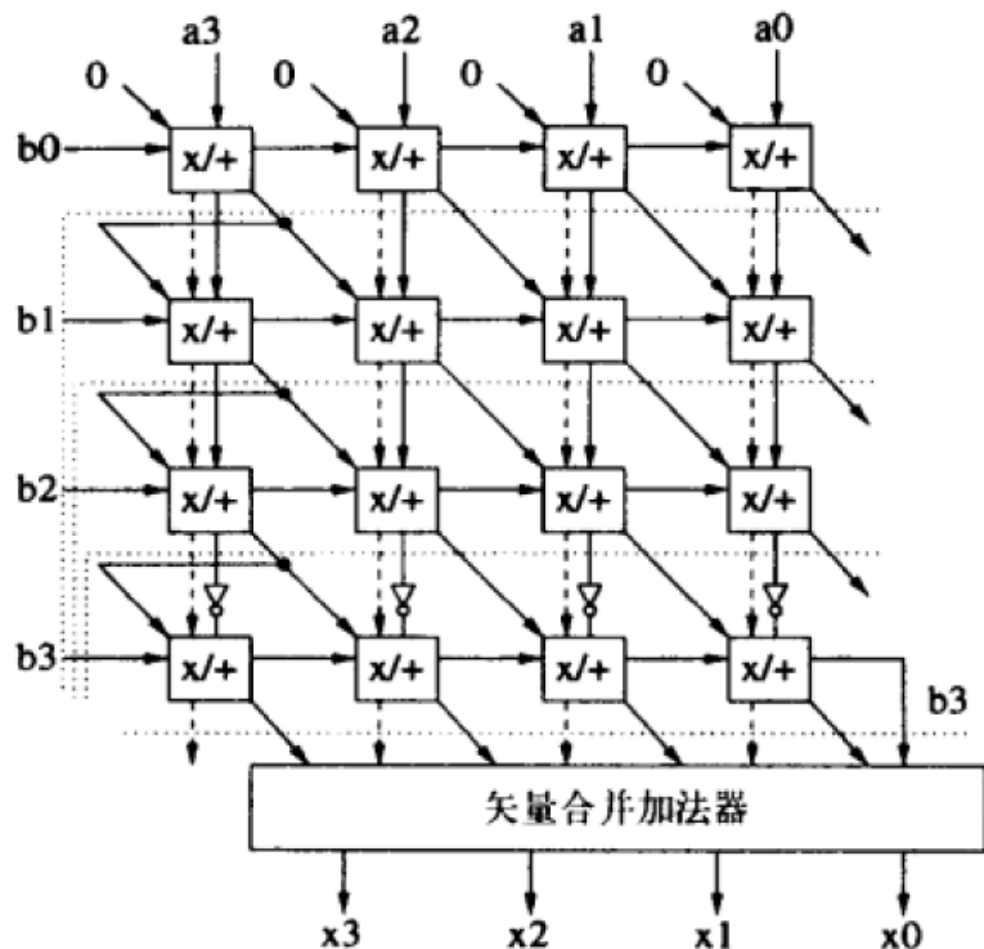 a3 a2 a1 a0
0 0 0 0
b0 x/+ x/+ x/+ x/+
b1 x/+ x/+ x/+ x/+
b2 x/+ x/+ x/+ x/+
b3 x/+ x/+ x/+ x/+
b3
矢量合并加法器
x3 x2 x1 x0